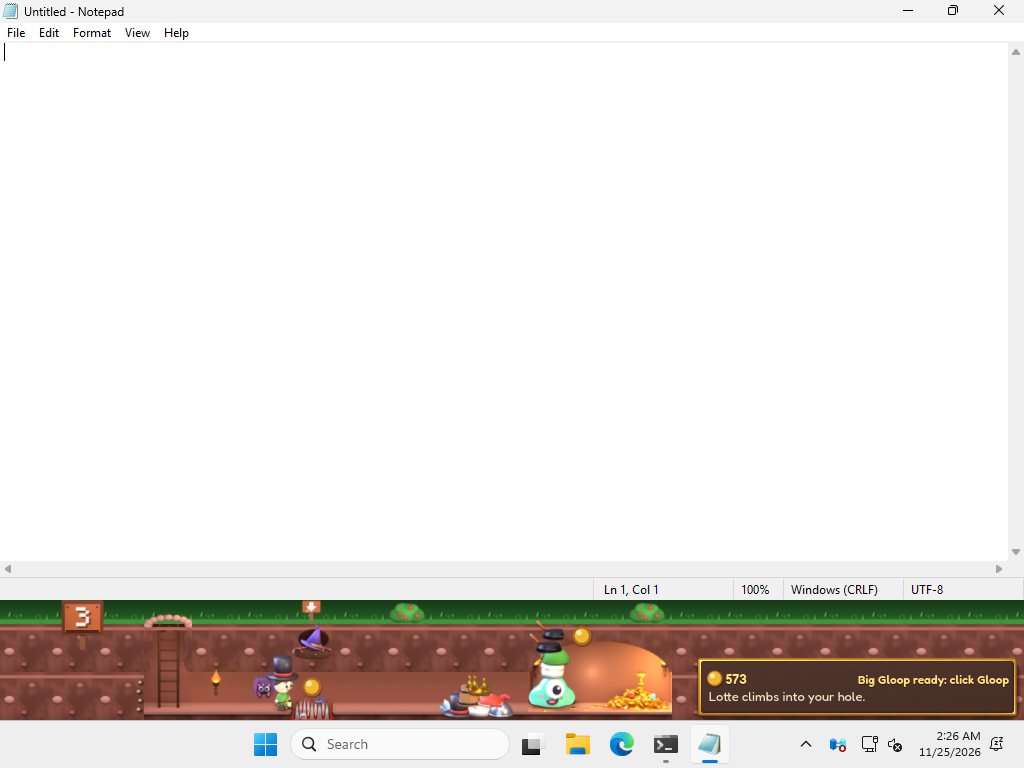 Untitled - Notepad
File Edit Format View Help
Ln 1, Col 1 100% Windows (CRLF) UTF-8
3
573 Big Gloop ready: click Gloop
Lotte climbs into your hole.
Search
2:26 AM
11/25/2026